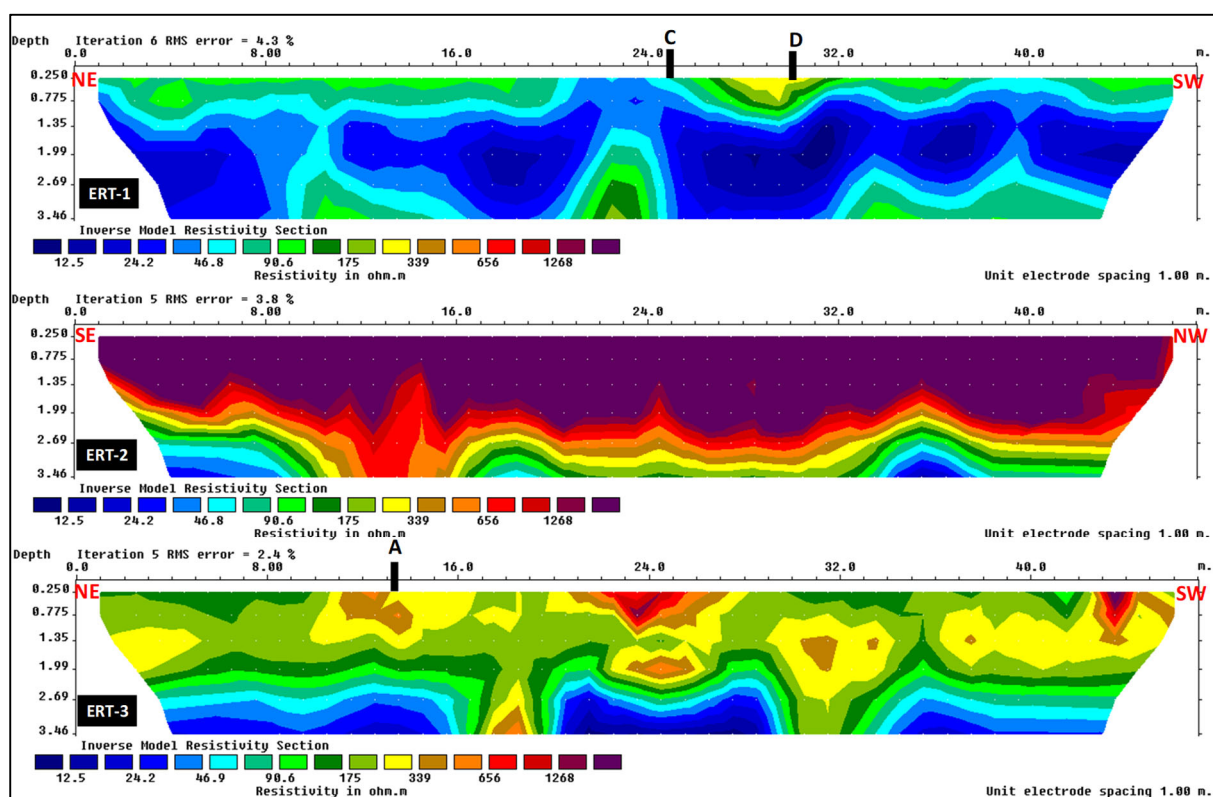 Depth Iteration 6 RMS error = 4.3 %
C D
0.0 8.00 16.0 24.0 32.0 40.0 m.
NE SW
0.250
0.775
1.35
1.99
2.69
3.46
ERT-1
Inverse Model Resistivity Section
12.5 24.2 46.8 90.6 175 339 656 1268
Resistivity in ohm.m
Unit electrode spacing 1.00 m.
Depth Iteration 5 RMS error = 3.8 %
0.0 8.00 16.0 24.0 32.0 40.0 m.
SE NW
0.250
0.775
1.35
1.99
2.69
3.46
ERT-2
Inverse Model Resistivity Section
12.5 24.2 46.8 90.6 175 339 656 1268
Resistivity in ohm.m
Unit electrode spacing 1.00 m.
Depth Iteration 5 RMS error = 2.4 %
A
0.0 8.00 16.0 24.0 32.0 40.0 m.
NE SW
0.250
0.775
1.35
1.99
2.69
3.46
ERT-3
Inverse Model Resistivity Section
12.5 24.2 46.9 90.6 175 339 656 1268
Resistivity in ohm.m
Unit electrode spacing 1.00 m.